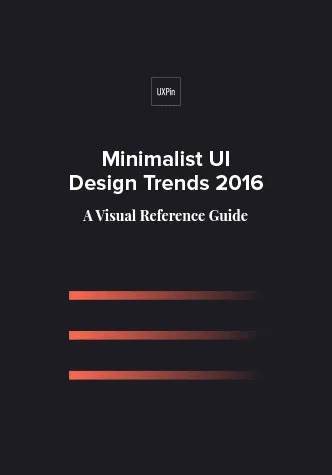 UXPin
Minimalist UI
Design Trends 2016
A Visual Reference Guide